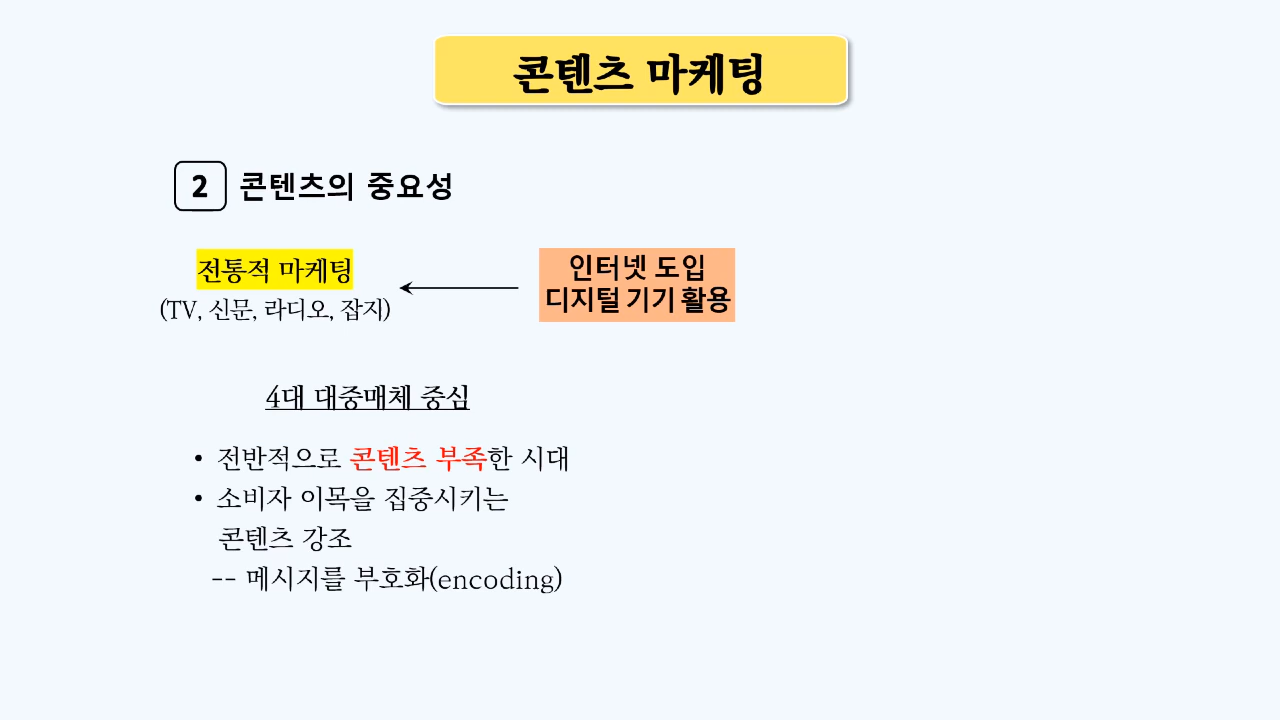 콘텐츠 마케팅
2 콘텐츠의 중요성
전통적 마케팅
(TV, 신문, 라디오, 잡지)
인터넷 도입
디지털 기기 활용
4대 대중매체 중심
• 전반적으로 콘텐츠 부족한 시대
• 소비자 이목을 집중시키는
콘텐츠 강조
-- 메시지를 부호화(encoding)